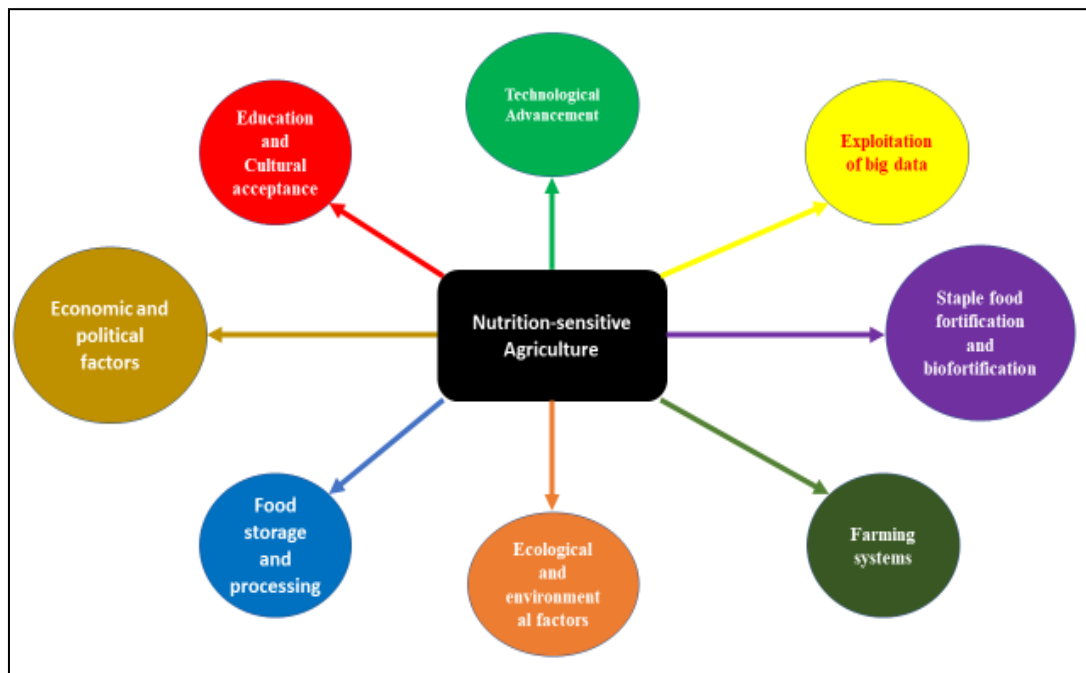 Technological
Advancement
Education
and
Cultural
acceptance
Exploitation
of big data
Economic and
political
factors
Nutrition-sensitive
Agriculture
Staple food
fortification
and
biofortification
Food
storage
and
processing
Ecological
and
environment
al factors
Farming
systems